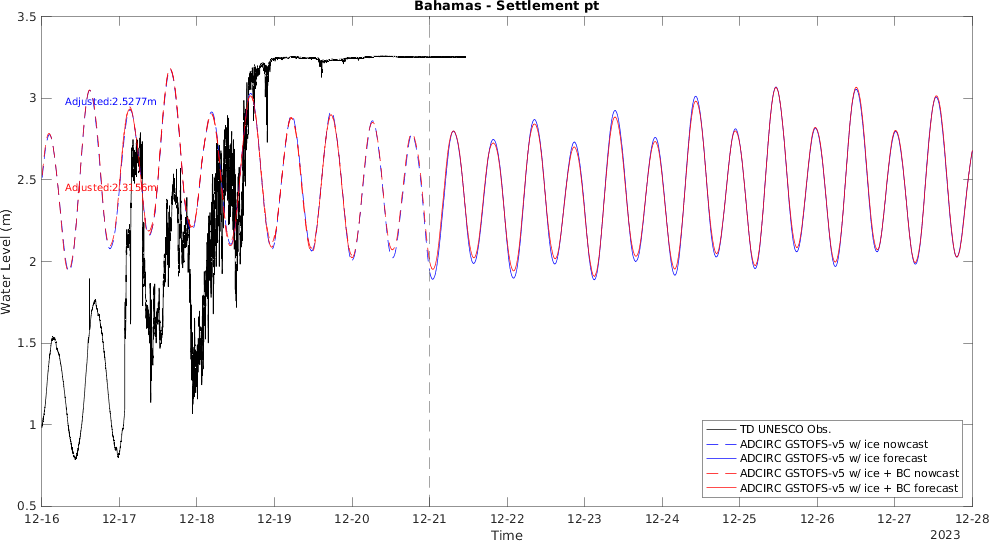 Bahamas - Settlement pt
3.5
3
2.5
2
1.5
1
0.5
Water Level (m)
Adjusted:2.5277m
Adjusted:2.3156m
TD UNESCO Obs.
ADCIRC GSTOFS-v5 w/ ice nowcast
ADCIRC GSTOFS-v5 w/ ice forecast
ADCIRC GSTOFS-v5 w/ ice + BC nowcast
ADCIRC GSTOFS-v5 w/ ice + BC forecast
12-16 12-17 12-18 12-19 12-20 12-21 12-22 12-23 12-24 12-25 12-26 12-27 12-28
Time
2023